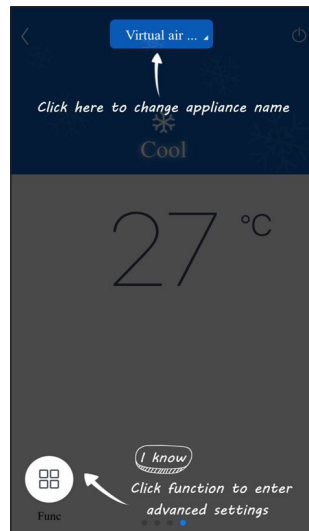 Virtual air ...
Click here to change appliance name
Cool
27 °C
I know
Click function to enter
advanced settings
Func